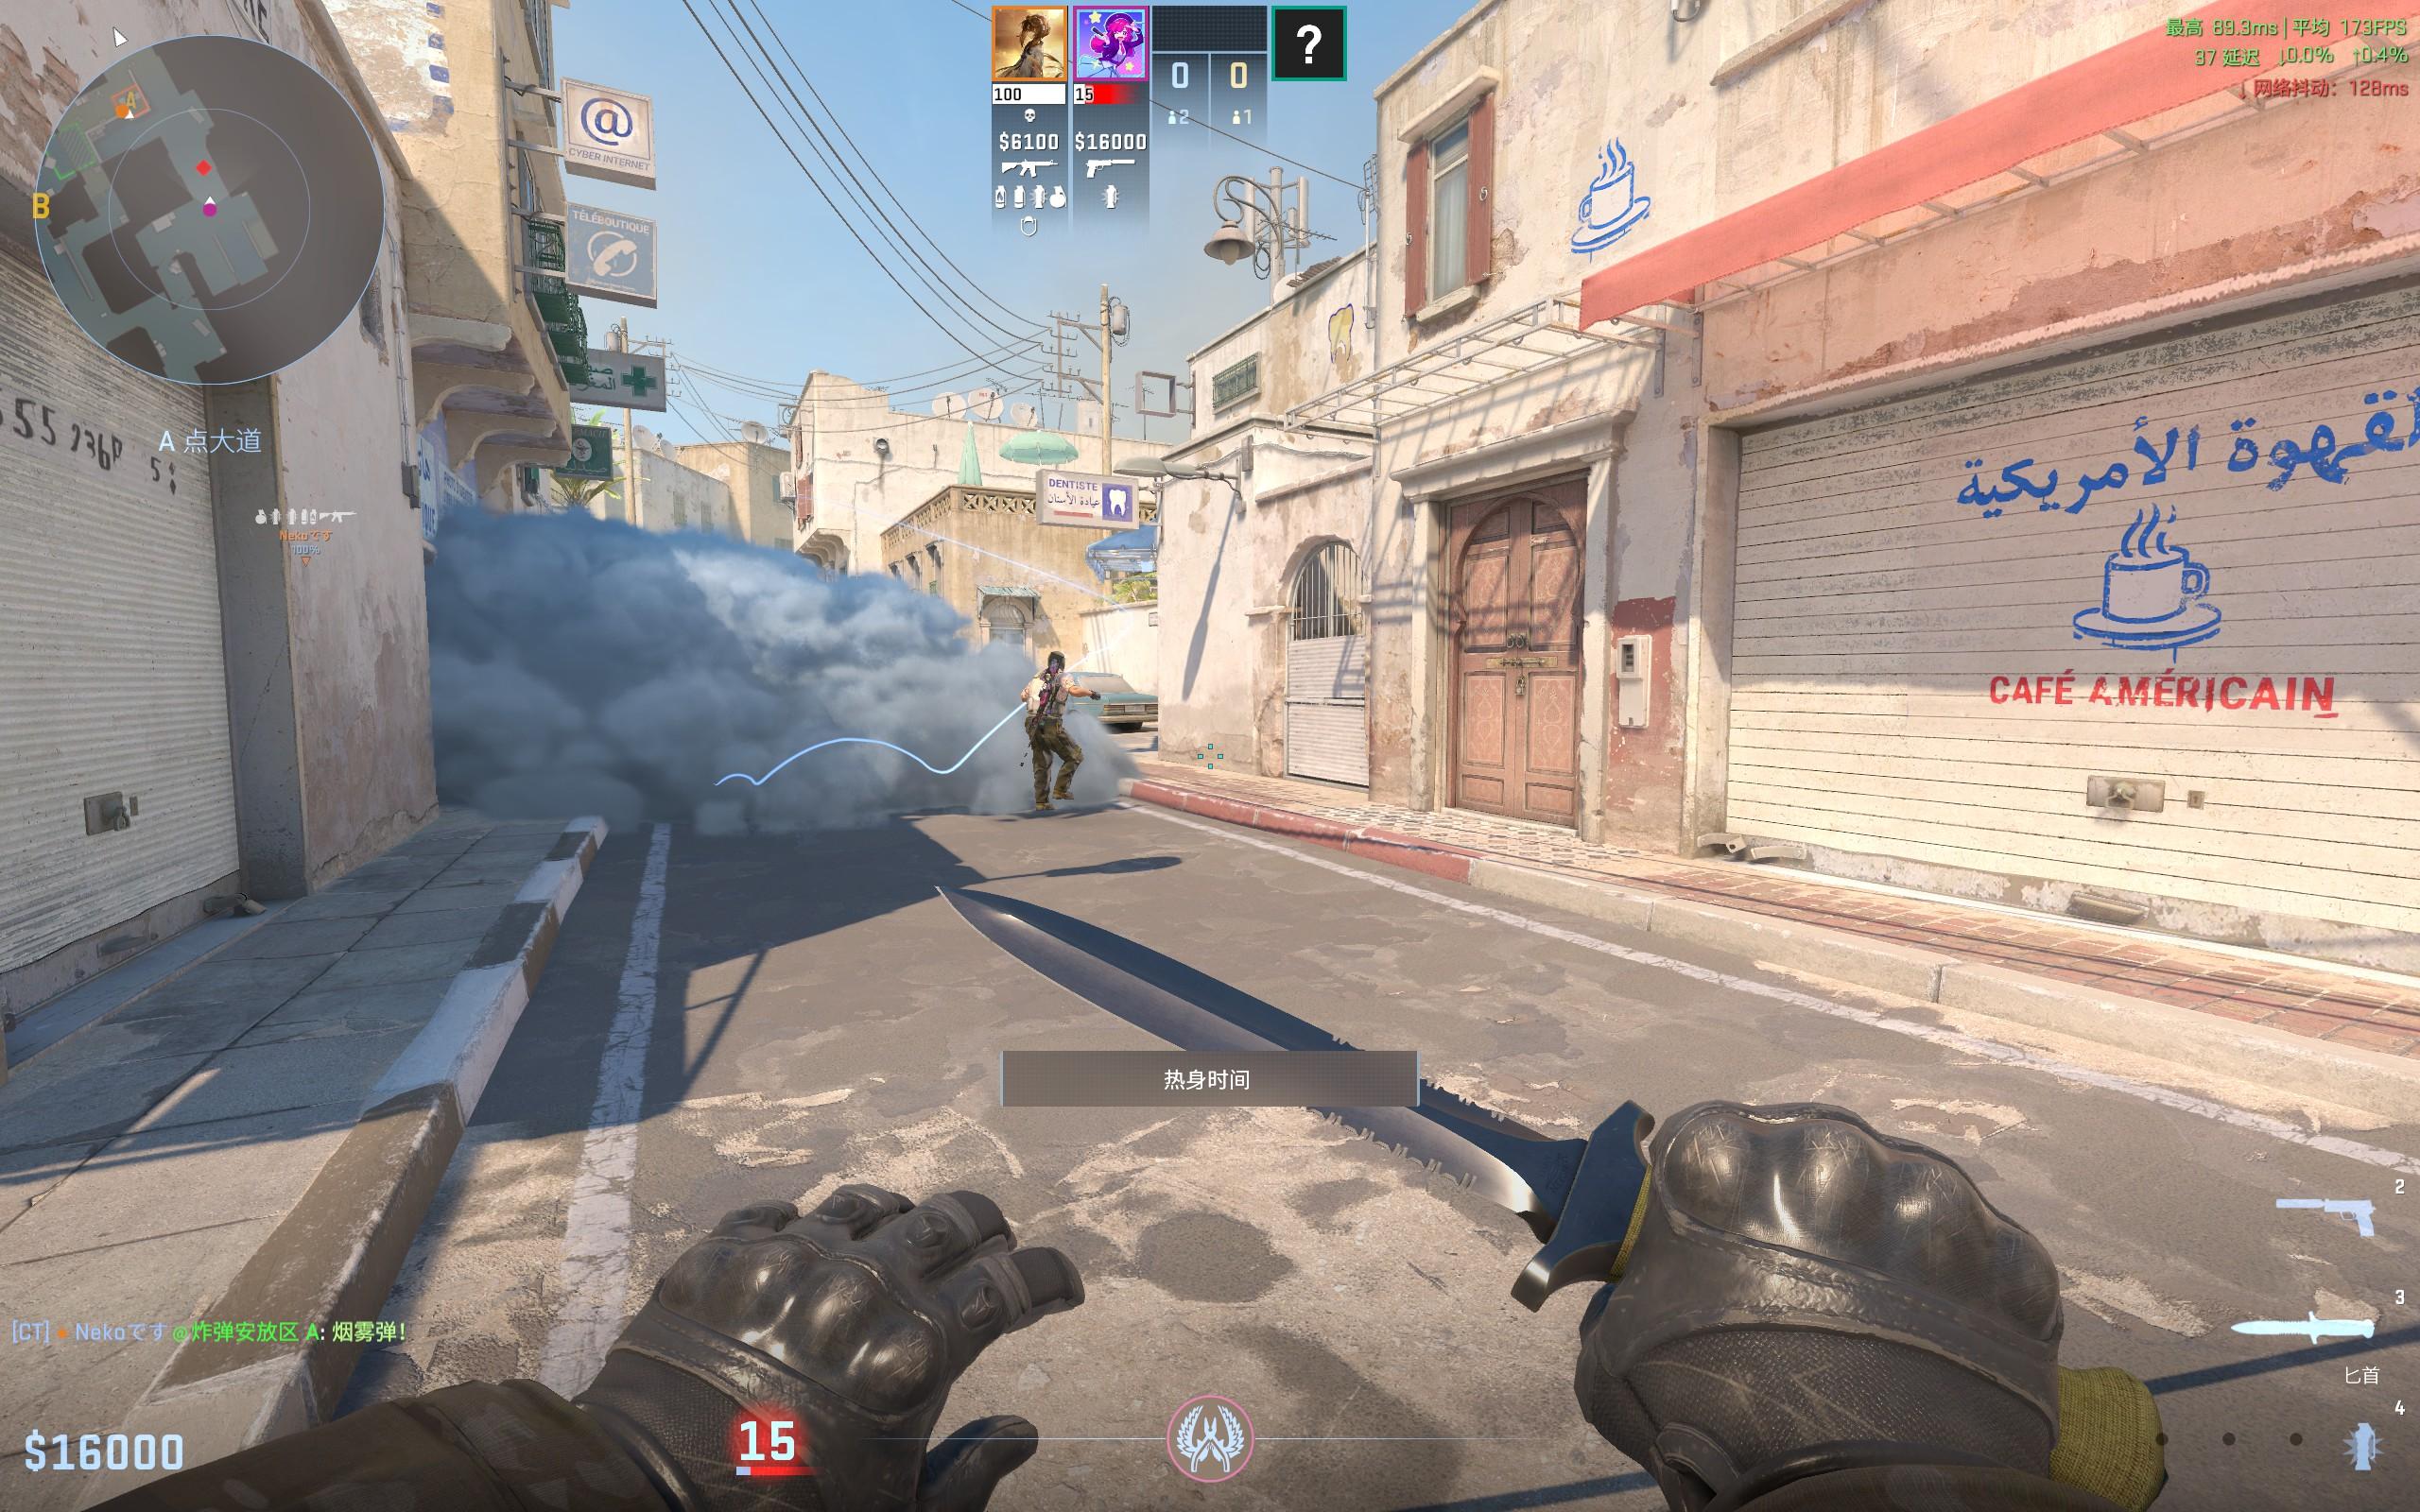 最高 89.3ms | 平均 173FPS
37 延迟 ↓0.0% ↑0.4%
网络抖动: 128ms
100
15
0
0
?
2
1
$6100
$16000
A
B
@
CYBER INTERNET
TÉLÉBOUTIQUE
A 点大道
55 236P
Nekoです
100%
DENTISTE
عيادة الأسنان
القهوة الأمريكية
CAFÉ AMÉRICAIN
热身时间
2
3
匕首
4
[CT] Nekoです@炸弹安放区 A: 烟雾弹!
$16000
15